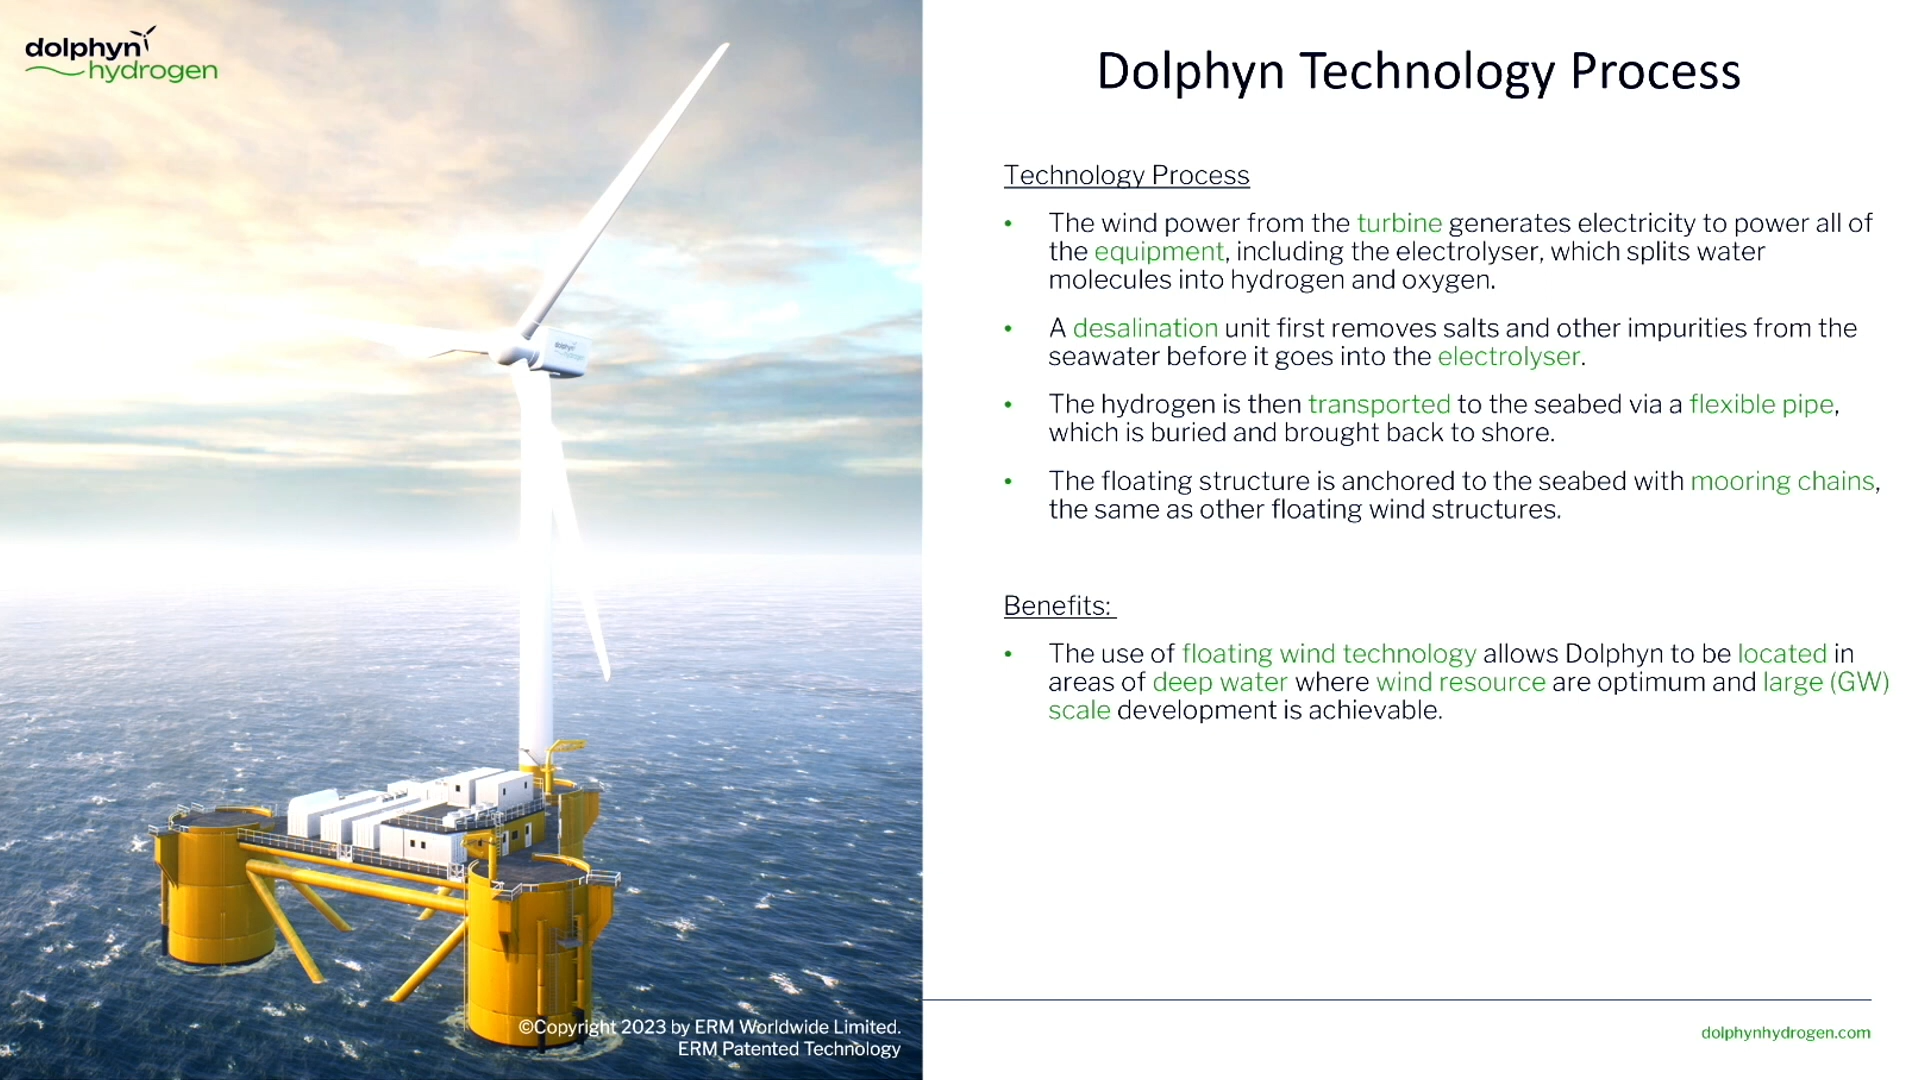 dolphyn
hydrogen
Dolphyn Technology Process
Technology Process
• The wind power from the turbine generates electricity to power all of
the equipment, including the electrolyser, which splits water
molecules into hydrogen and oxygen.
• A desalination unit first removes salts and other impurities from the
seawater before it goes into the electrolyser.
• The hydrogen is then transported to the seabed via a flexible pipe,
which is buried and brought back to shore.
• The floating structure is anchored to the seabed with mooring chains,
the same as other floating wind structures.
Benefits:
• The use of floating wind technology allows Dolphyn to be located in
areas of deep water where wind resource are optimum and large (GW)
scale development is achievable.
dolphyn
hydrogen
©Copyright 2023 by ERM Worldwide Limited.
ERM Patented Technology
dolphynhydrogen.com